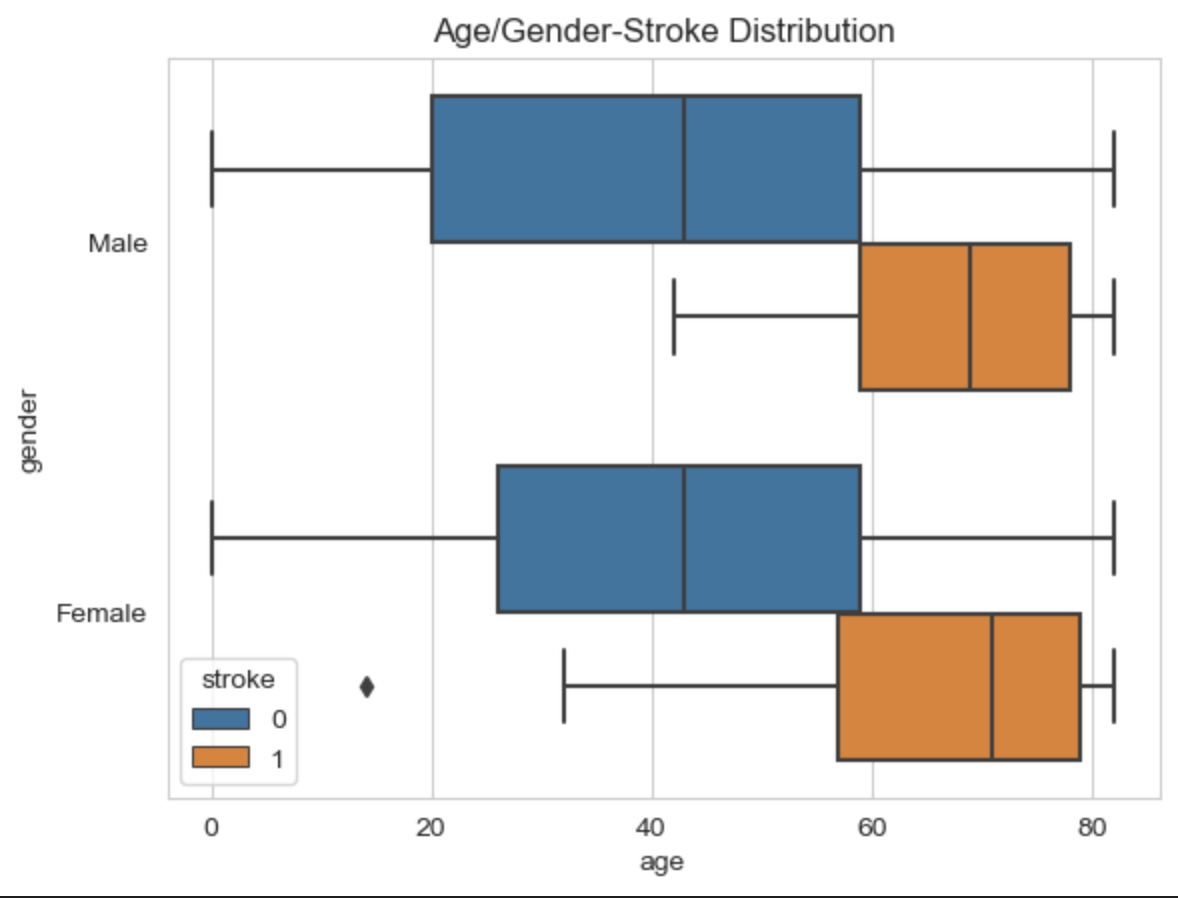 Age/Gender-Stroke Distribution
Male
gender
Female
stroke
0
1
0 20 40 60 80
age